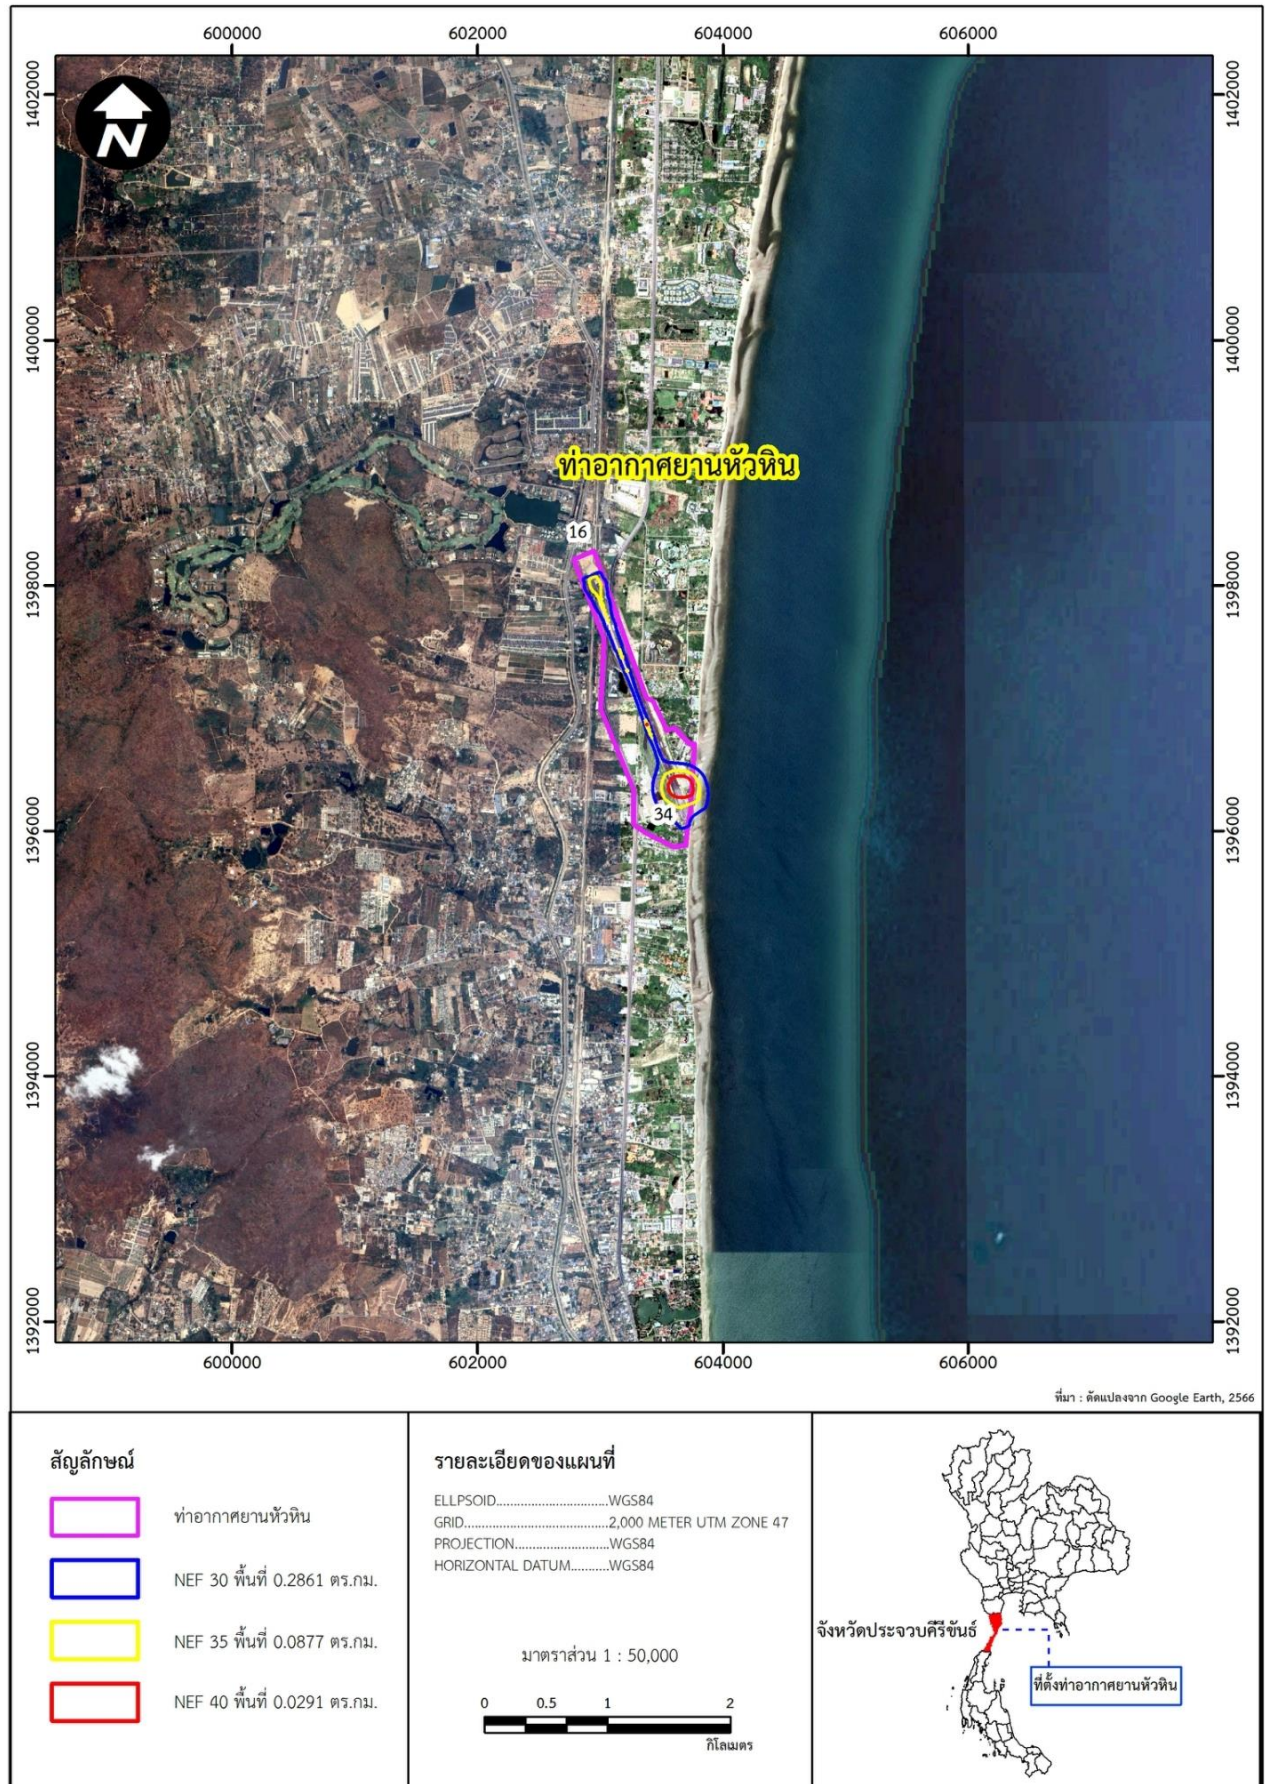 600000 602000 604000 606000
1402000 1402000
N
1400000 1400000
ท่าอากาศยานหัวหิน
16
1398000 1398000
34
1396000 1396000
1394000 1394000
1392000 1392000
600000 602000 604000 606000
ที่มา : ดัดแปลงจาก Google Earth, 2566
สัญลักษณ์
ท่าอากาศยานหัวหิน
NEF 30 พื้นที่ 0.2861 ตร.กม.
NEF 35 พื้นที่ 0.0877 ตร.กม.
NEF 40 พื้นที่ 0.0291 ตร.กม.
รายละเอียดของแผนที่
ELLPSOID................................WGS84
GRID.........................................2,000 METER UTM ZONE 47
PROJECTION...........................WGS84
HORIZONTAL DATUM...........WGS84
มาตราส่วน 1 : 50,000
0 0.5 1 2
กิโลเมตร
จังหวัดประจวบคีรีขันธ์
ที่ตั้งท่าอากาศยานหัวหิน